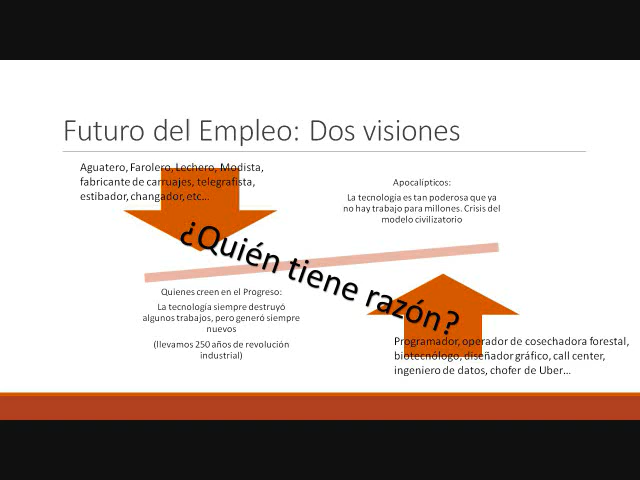 Futuro del Empleo: Dos visiones
Aguatero, Farolero, Lechero, Modista,
fabricante de carruajes, telegrafista,
estibador, changador, etc...
Apocalípticos:
La tecnología es tan poderosa que ya
no hay trabajo para millones. Crisis del
modelo civilizatorio
¿Quién tiene razón?
Quienes creen en el Progreso:
La tecnología siempre destruyó
algunos trabajos, pero generó siempre
nuevos
(llevamos 250 años de revolución
industrial)
Programador, operador de cosechadora forestal,
biotecnólogo, diseñador gráfico, call center,
ingeniero de datos, chofer de Uber...